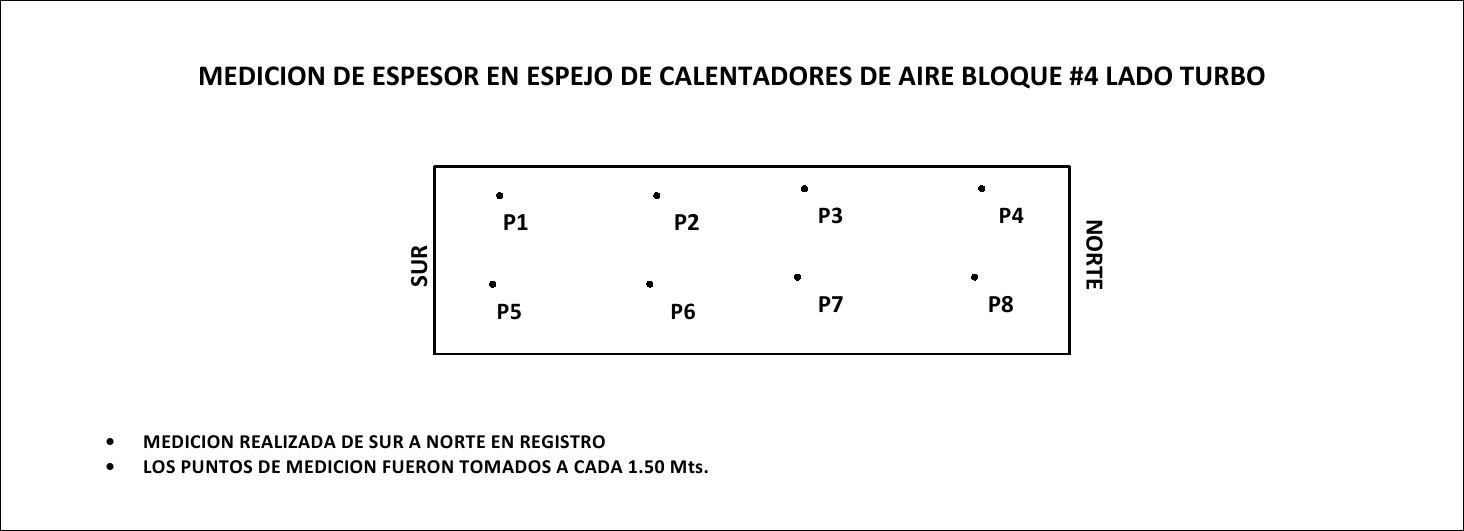 MEDICION DE ESPESOR EN ESPEJO DE CALENTADORES DE AIRE BLOQUE #4 LADO TURBO
P1 P2 P3 P4
SUR
NORTE
P5 P6 P7 P8
• MEDICION REALIZADA DE SUR A NORTE EN REGISTRO
• LOS PUNTOS DE MEDICION FUERON TOMADOS A CADA 1.50 Mts.